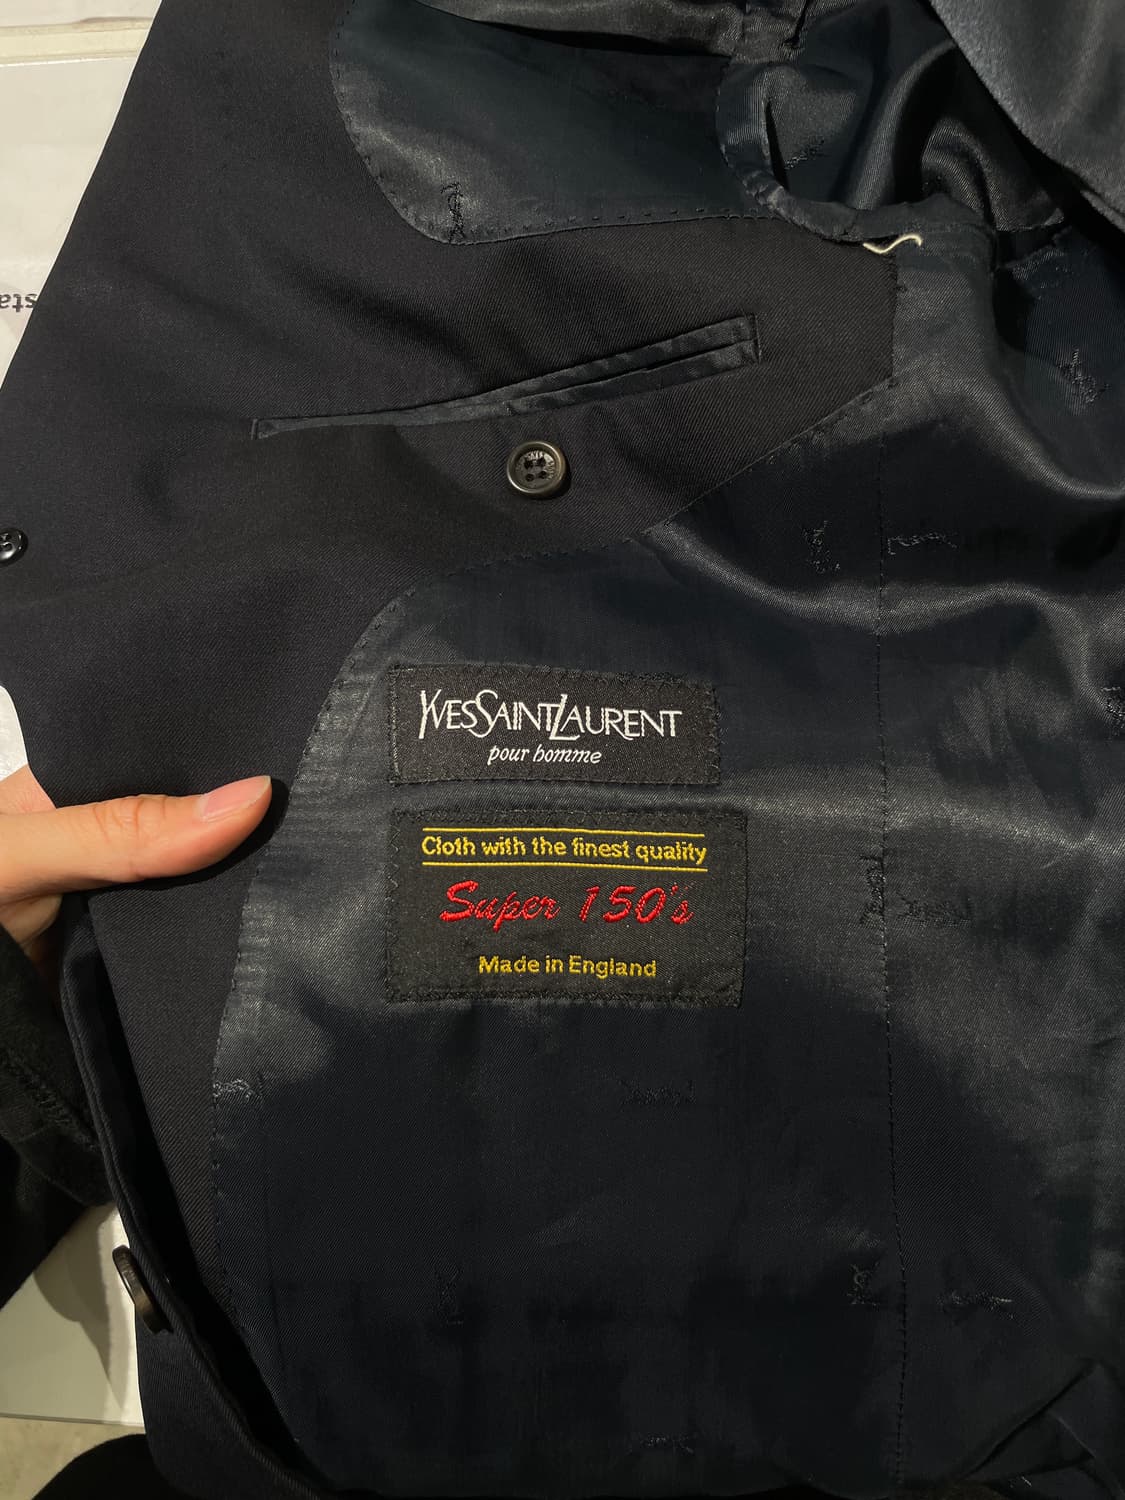 YVESSAINTLAURENT
pour homme
Cloth with the finest quality
Super 150's
Made in England